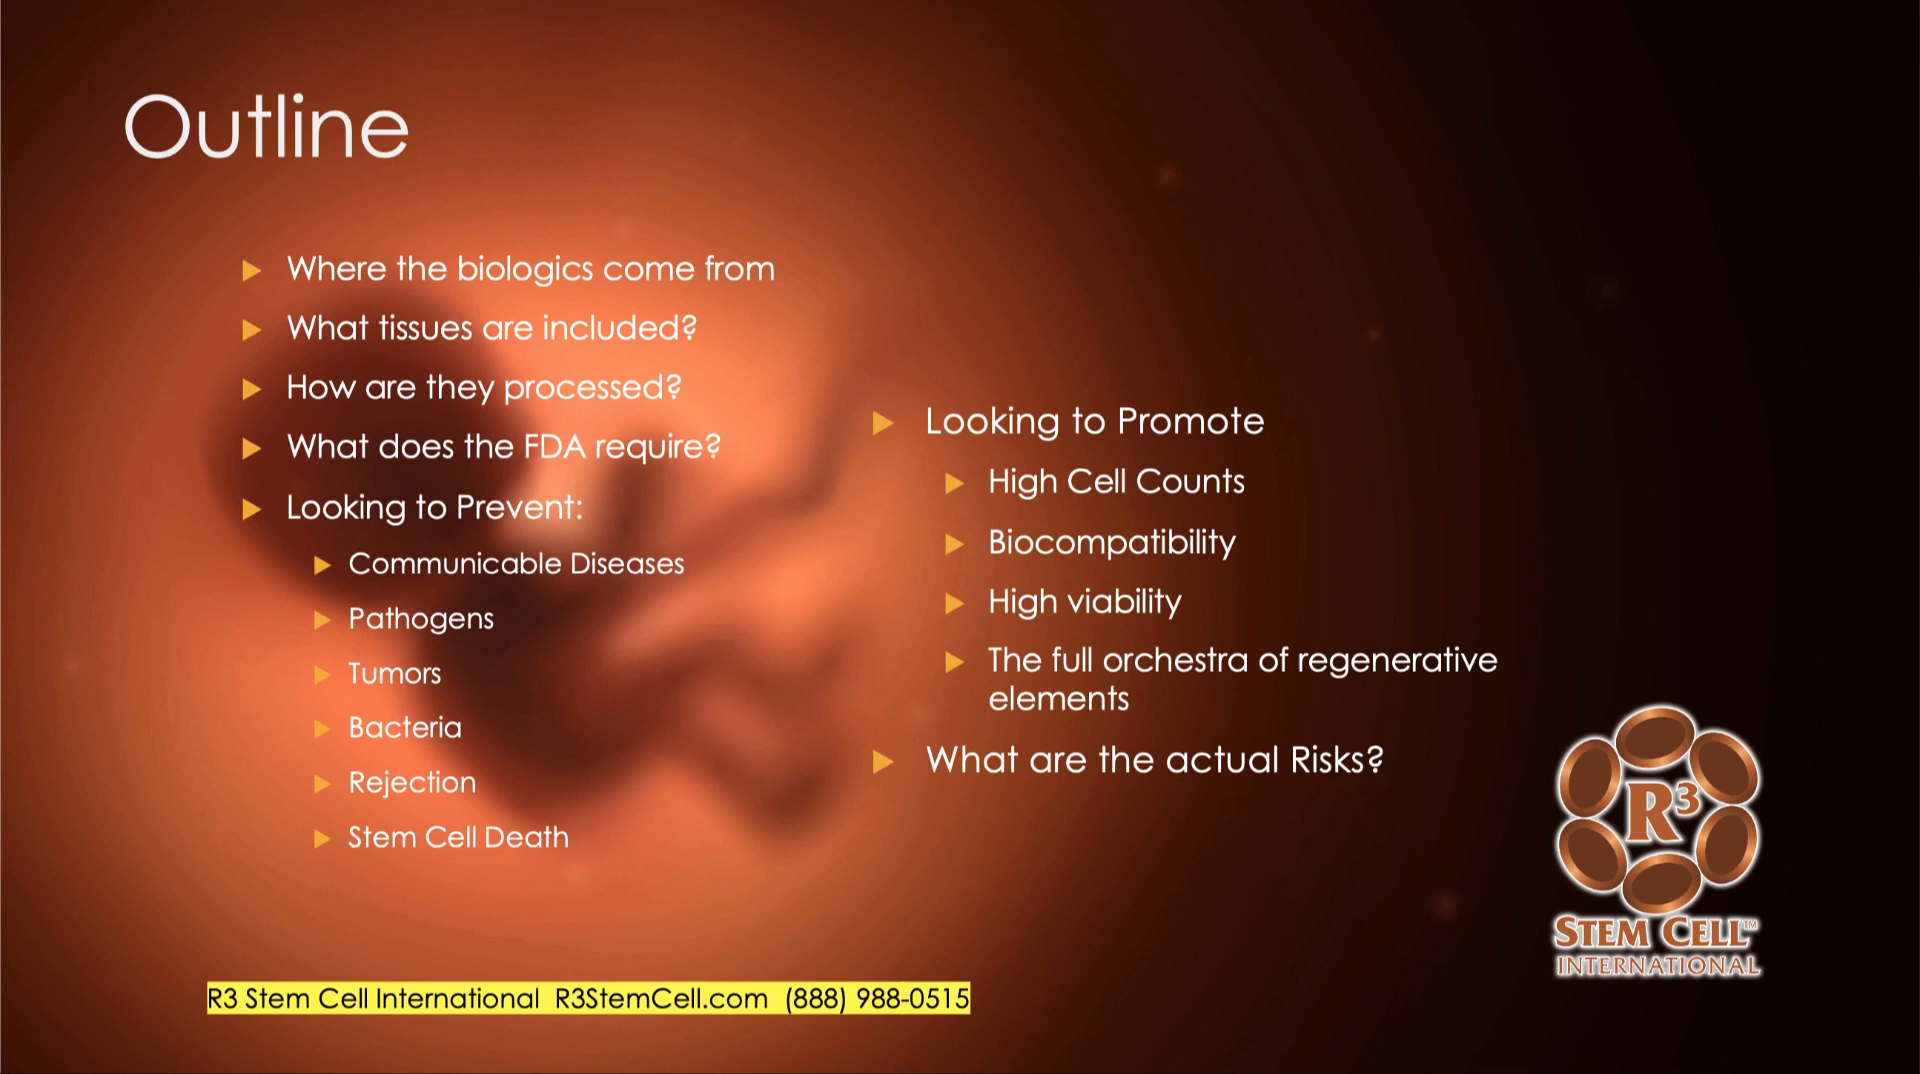 Outline
Where the biologics come from
What tissues are included?
How are they processed?
What does the FDA require?
Looking to Prevent:
Communicable Diseases
Pathogens
Tumors
Bacteria
Rejection
Stem Cell Death
Looking to Promote
High Cell Counts
Biocompatibility
High viability
The full orchestra of regenerative
elements
What are the actual Risks?
R3
STEM CELL™
INTERNATIONAL
R3 Stem Cell International R3StemCell.com (888) 988-0515